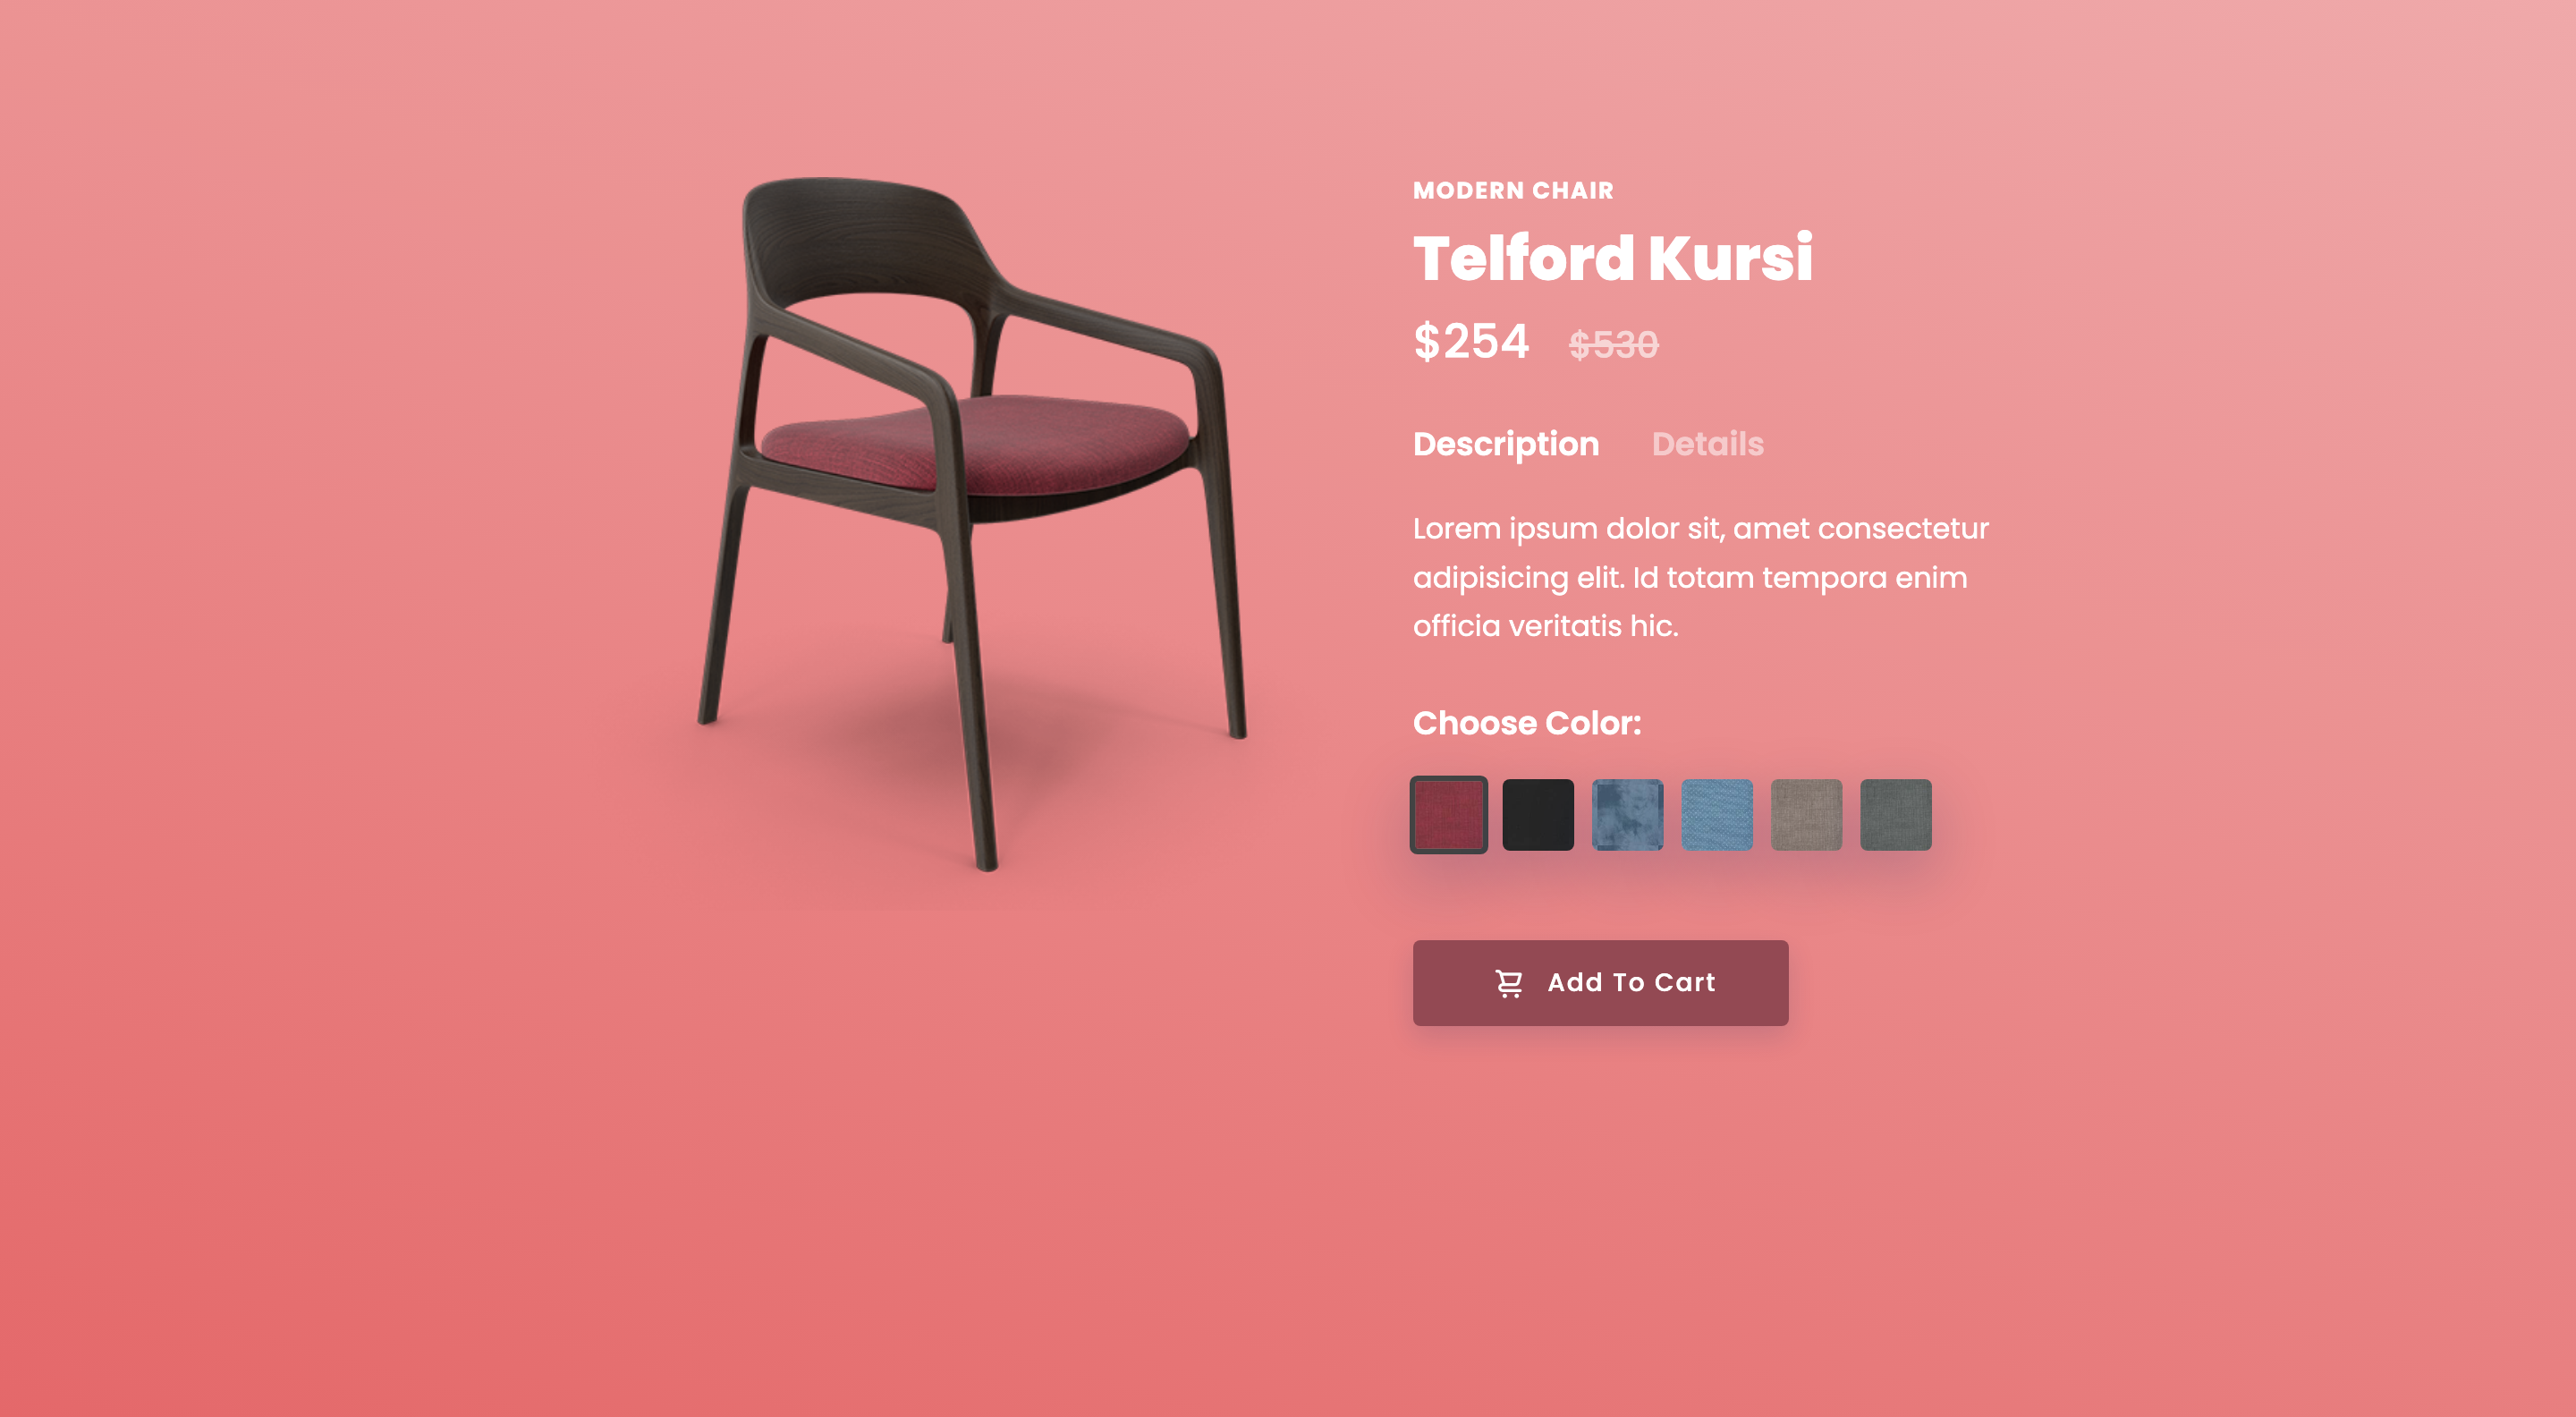 MODERN CHAIR
Telford Kursi
$254 $530
Description Details
Lorem ipsum dolor sit, amet consectetur
adipisicing elit. Id totam tempora enim
officia veritatis hic.
Choose Color:
Add To Cart